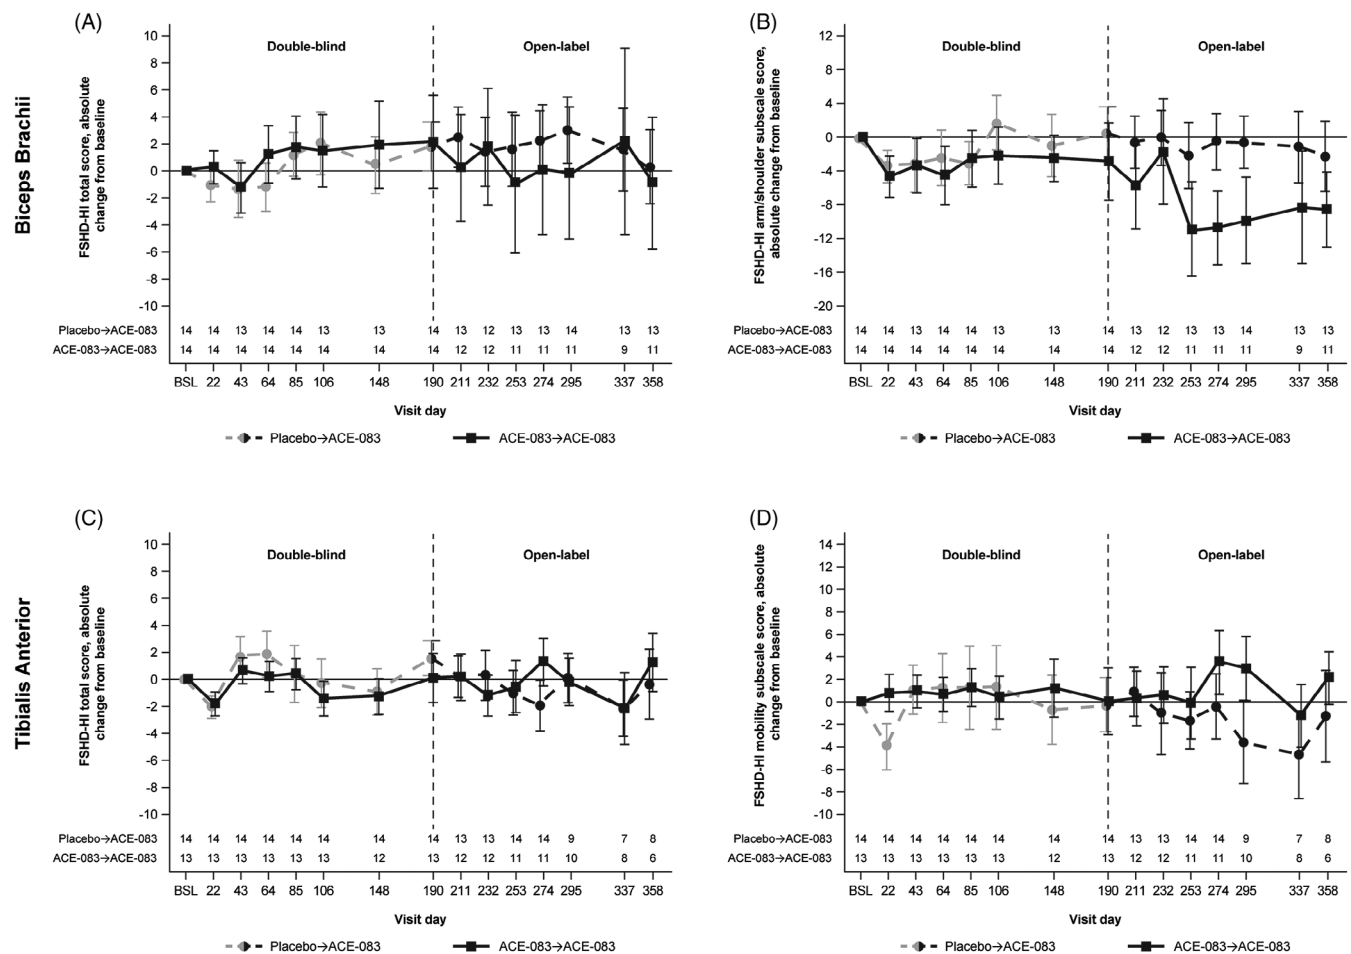 (A)
Biceps Brachii
FSHD-HI total score, absolute
change from baseline
10
8
6
4
2
0
-2
-4
-6
-8
-10
Double-blind
Open-label
Placebo→ACE-083 14 14 13 14 14 13 13 14 13 12 13 13 14 13 13
ACE-083→ACE-083 14 14 14 14 14 14 14 14 12 12 11 11 11 9 11
BSL 22 43 64 85 106 148 190 211 232 253 274 295 337 358
Visit day
Placebo→ACE-083 ACE-083→ACE-083
(B)
FSHD-HI arm/shoulder subscale score,
absolute change from baseline
12
8
4
0
-4
-8
-12
-16
-20
Double-blind
Open-label
Placebo→ACE-083 14 14 13 14 14 13 13 14 13 12 13 13 14 13 13
ACE-083→ACE-083 14 14 14 14 14 14 14 14 12 12 11 11 11 9 11
BSL 22 43 64 85 106 148 190 211 232 253 274 295 337 358
Visit day
Placebo→ACE-083 ACE-083→ACE-083
(C)
Tibialis Anterior
FSHD-HI total score, absolute
change from baseline
10
8
6
4
2
0
-2
-4
-6
-8
-10
Double-blind
Open-label
Placebo→ACE-083 14 14 14 14 14 14 14 14 13 13 14 14 9 7 8
ACE-083→ACE-083 13 13 13 13 13 13 12 13 12 12 11 11 10 8 6
BSL 22 43 64 85 106 148 190 211 232 253 274 295 337 358
Visit day
Placebo→ACE-083 ACE-083→ACE-083
(D)
FSHD-HI mobility subscale score, absolute
change from baseline
14
12
10
8
6
4
2
0
-2
-4
-6
-8
-10
Double-blind
Open-label
Placebo→ACE-083 14 14 14 14 14 14 14 14 13 13 14 14 9 7 8
ACE-083→ACE-083 13 13 13 13 13 13 12 13 12 12 11 11 10 8 6
BSL 22 43 64 85 106 148 190 211 232 253 274 295 337 358
Visit day
Placebo→ACE-083 ACE-083→ACE-083